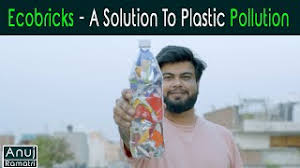 Ecobricks - A Solution To Plastic Pollution
Anuj
Ramatri